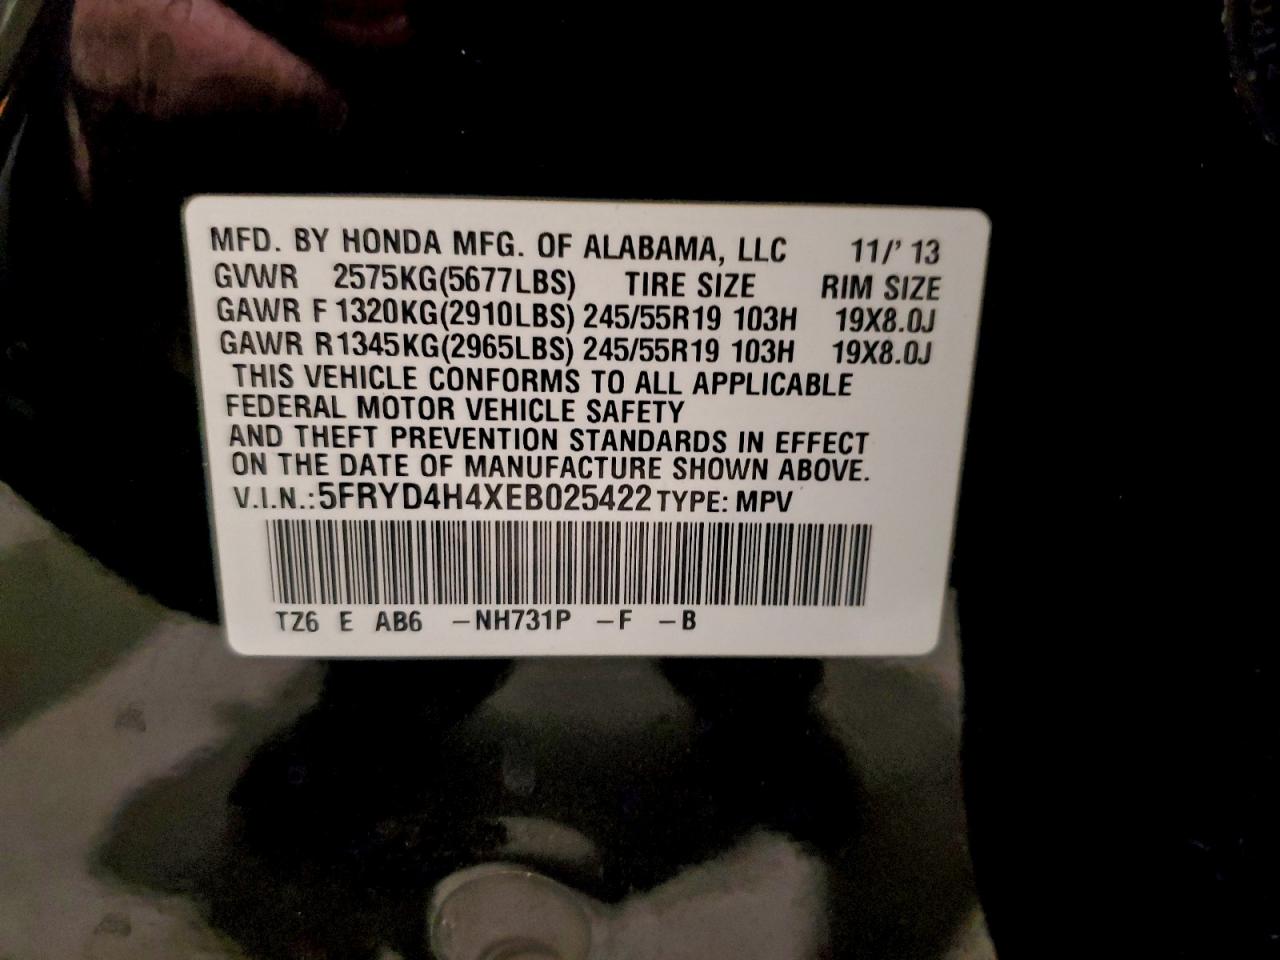 MFD. BY HONDA MFG. OF ALABAMA, LLC 11/' 13
GVWR 2575KG(5677LBS) TIRE SIZE RIM SIZE
GAWR F 1320KG(2910LBS) 245/55R19 103H 19X8.0J
GAWR R1345KG(2965LBS) 245/55R19 103H 19X8.0J
THIS VEHICLE CONFORMS TO ALL APPLICABLE
FEDERAL MOTOR VEHICLE SAFETY
AND THEFT PREVENTION STANDARDS IN EFFECT
ON THE DATE OF MANUFACTURE SHOWN ABOVE.
V.I.N.:5FRYD4H4XEB025422 TYPE: MPV
TZ6 E AB6 –NH731P –F –B